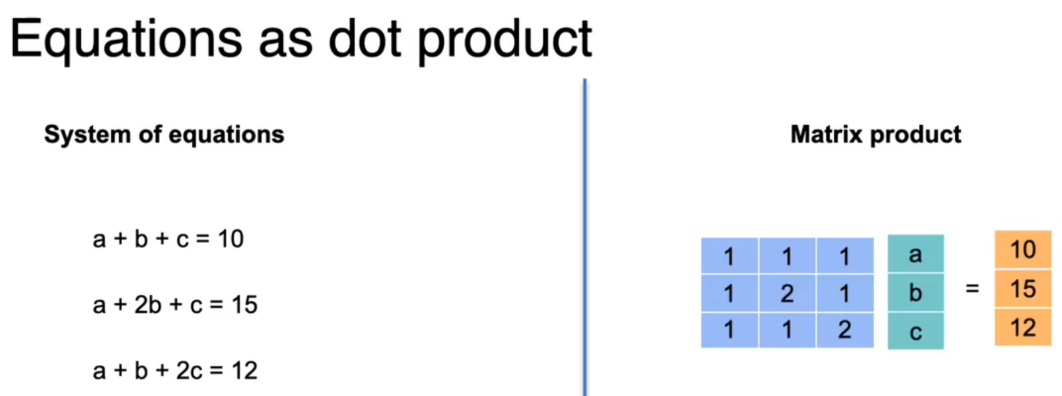 Equations as dot product
System of equations
a + b + c = 10
a + 2b + c = 15
a + b + 2c = 12
Matrix product
1 1 1 a 10
1 2 1 b = 15
1 1 2 c 12